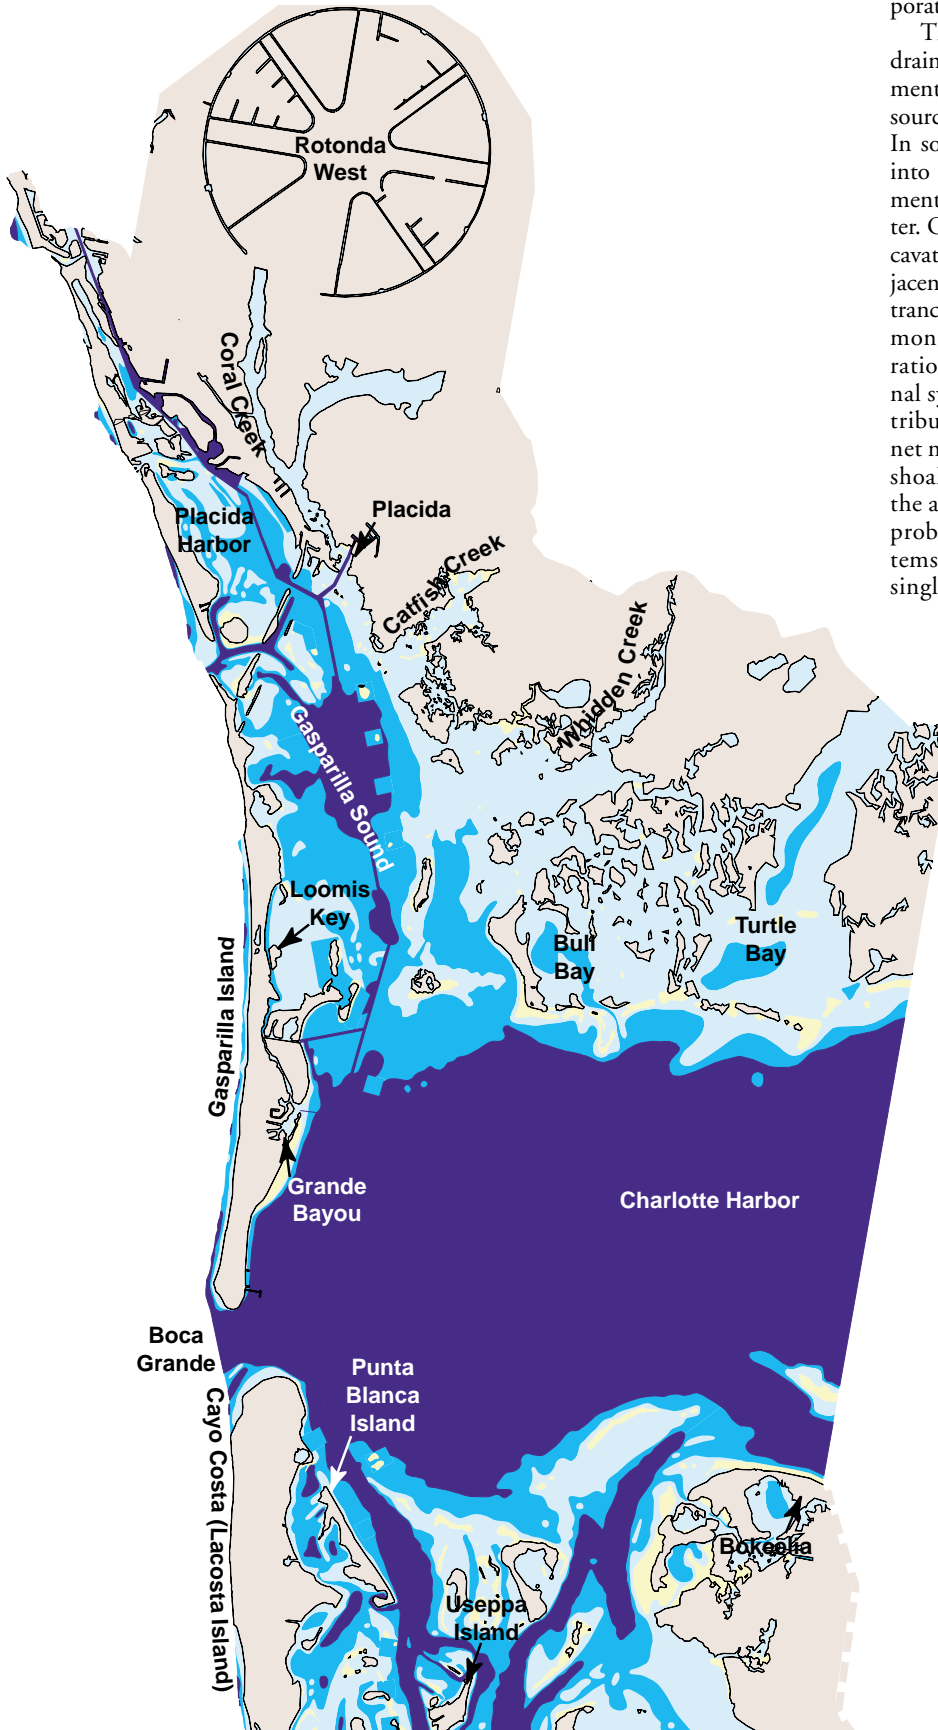 porat
Th
drain
ment
sourc
In so
into
ment
ter. C
cavat
jacen
tranc
mon
ratio
nal sy
tribu
net n
shoal
the a
prob
tems
singl
Rotonda
West
Coral Creek
Placida
Placida
Harbor
Catfish Creek
Whidden Creek
Gasparilla Sound
Loomis
Key
Bull
Bay
Turtle
Bay
Gasparilla Island
Grande
Bayou
Charlotte Harbor
Boca
Grande
Punta
Blanca
Island
Cayo Costa (Lacosta Island)
Bokeelia
Useppa
Island